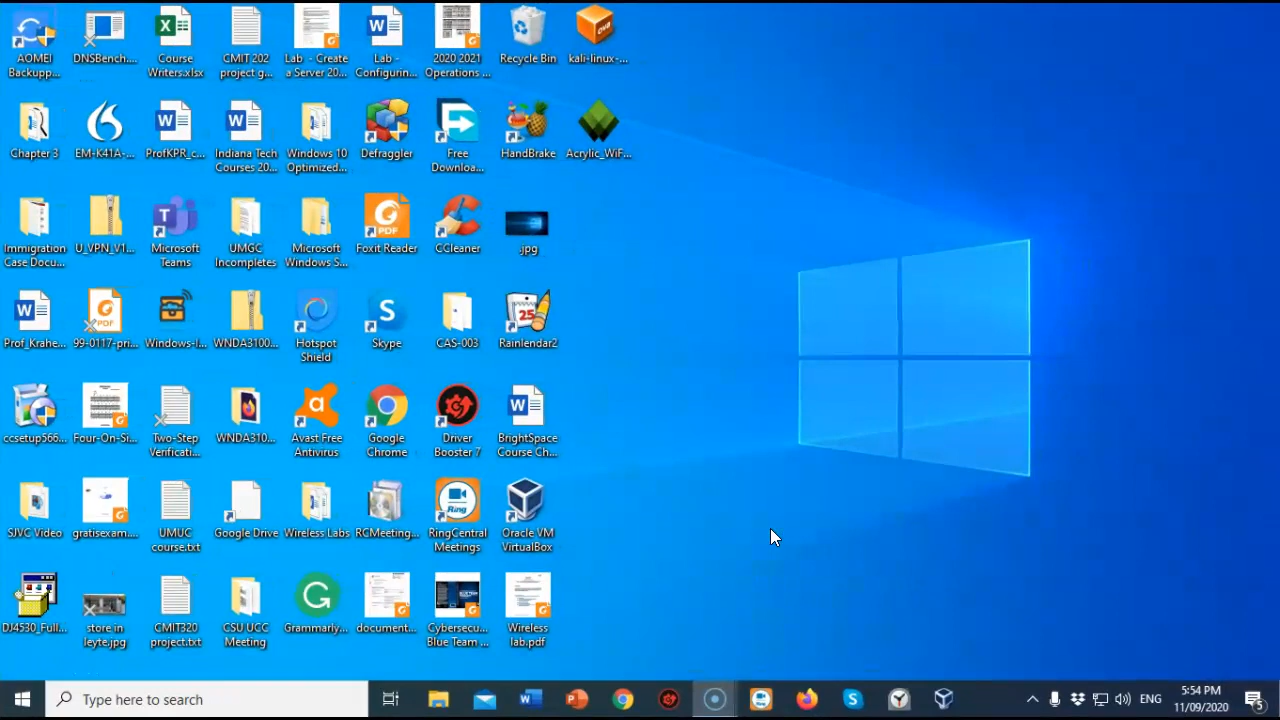 AOMEI
Backupp...
DNSBench....
Course
Writers.xlsx
CMIT 202
project g...
Lab - Create
a Server 20...
Lab -
Configurin...
2020 2021
Operations ...
Recycle Bin
kali-linux-...
Chapter 3
EM-K41A-...
ProfKPR_c...
Indiana Tech
Courses 20...
Windows 10
Optimized...
Defraggler
Free
Downloa...
HandBrake
Acrylic_WiF...
Immigration
Case Docu...
U_VPN_V1...
Microsoft
Teams
UMGC
Incompletes
Microsoft
Windows S...
Foxit Reader
CCleaner
.jpg
Prof_Krahe...
99-0117-pri...
Windows-I...
WNDA3100...
Hotspot
Shield
Skype
CAS-003
Rainlendar2
ccsetup566...
Four-On-Si...
Two-Step
Verificati...
WNDA310...
Avast Free
Antivirus
Google
Chrome
Driver
Booster 7
BrightSpace
Course Ch...
SJVC Video
gratisexam....
UMUC
course.txt
Google Drive
Wireless Labs
RCMeeting...
RingCentral
Meetings
Oracle VM
VirtualBox
DJ4530_Full...
store in
leyte.jpg
CMIT320
project.txt
CSU UCC
Meeting
Grammarly...
document...
Cybersecu...
Blue Team ...
Wireless
lab.pdf
Type here to search
ENG
5:54 PM
11/09/2020
5